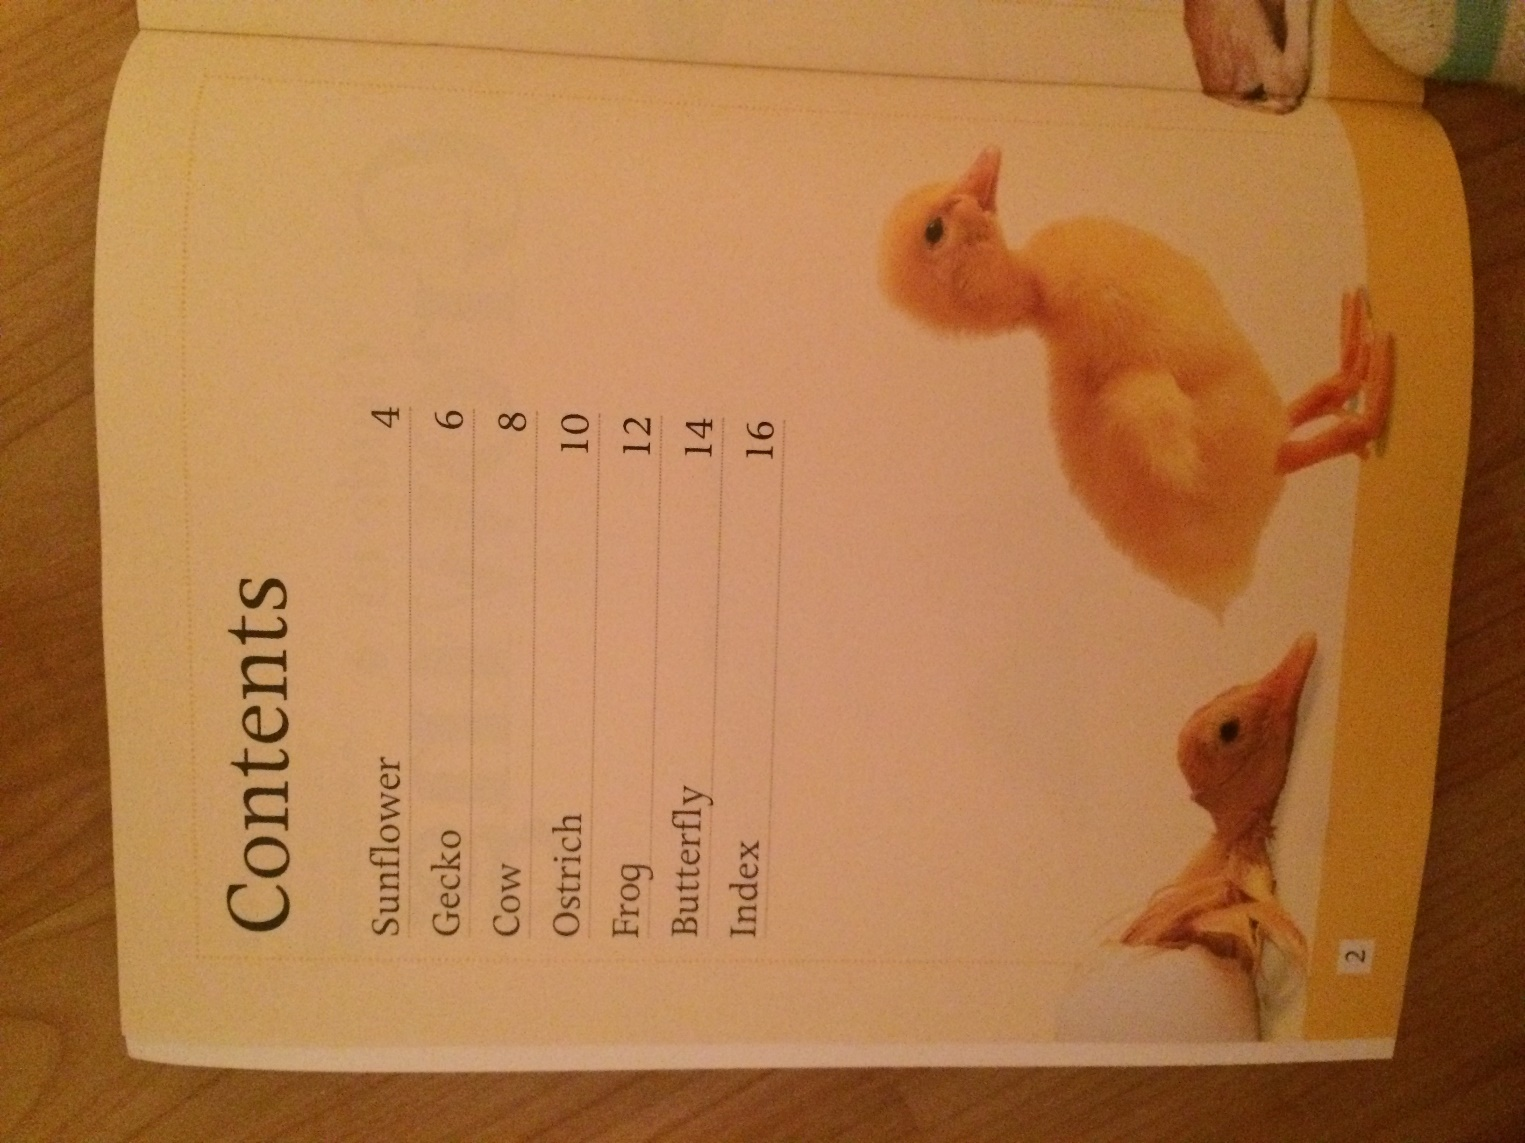 Contents
Sunflower 4
Gecko 6
Cow 8
Ostrich 10
Frog 12
Butterfly 14
Index 16
2